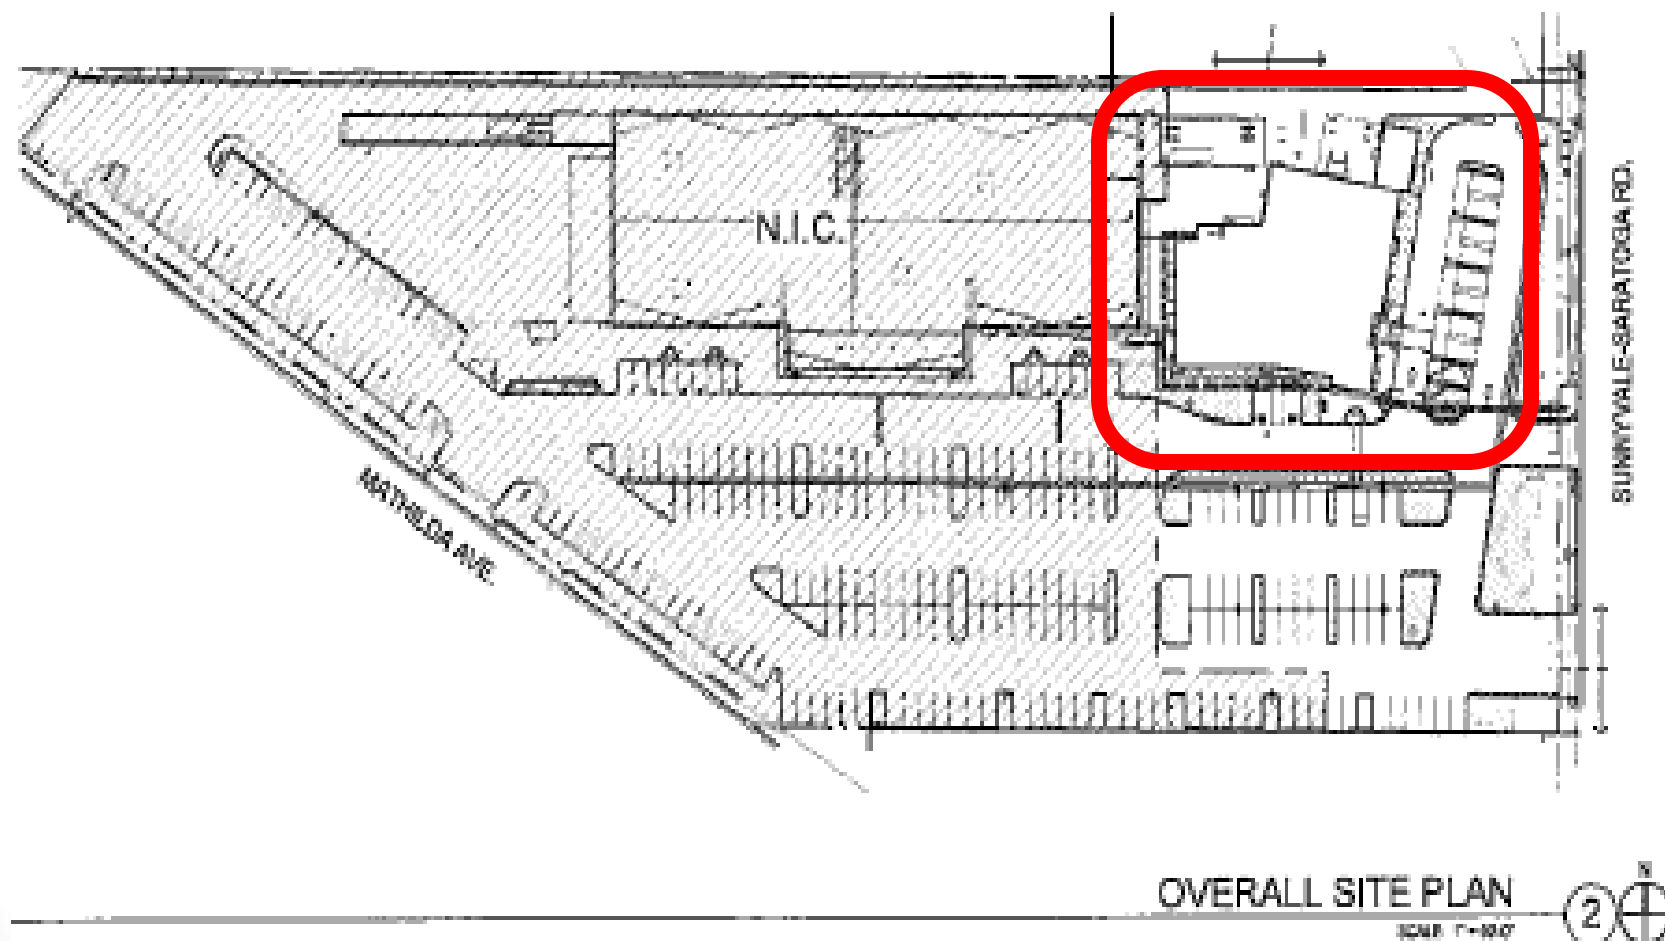 N.I.C.
SUNNYVALE-SARATOGA RD.
MATHILDA AVE.
OVERALL SITE PLAN
2
N